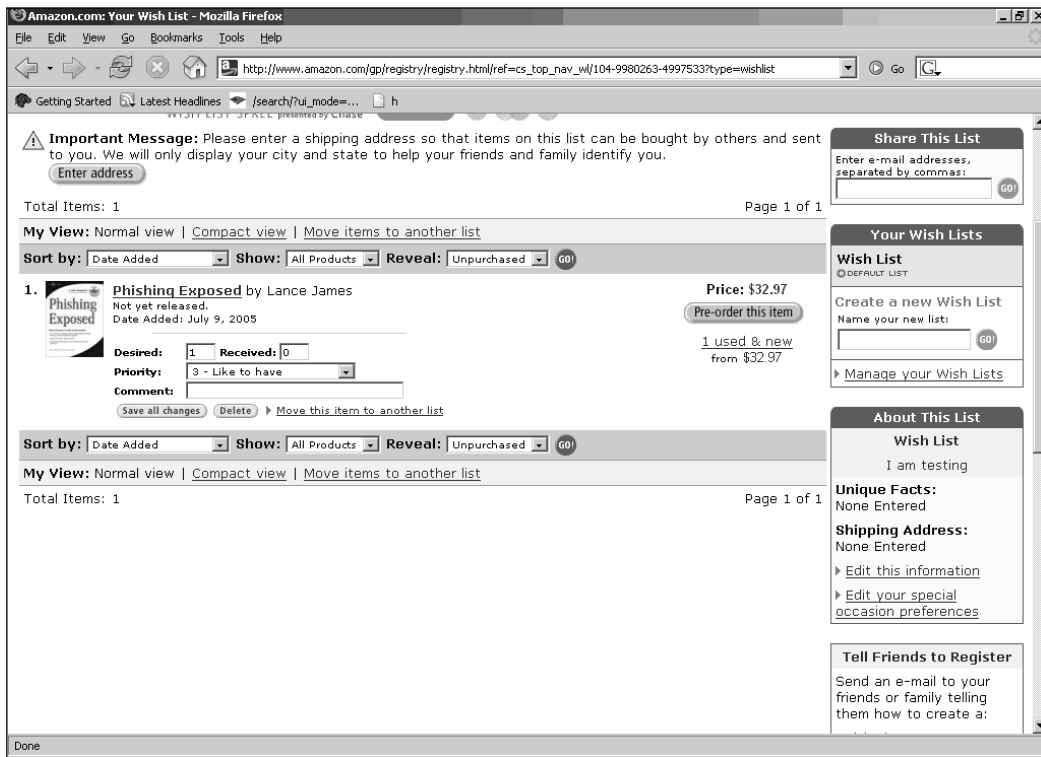 Amazon.com: Your Wish List - Mozilla Firefox
File Edit View Go Bookmarks Tools Help
http://www.amazon.com/gp/registry/registry.html/ref=cs_top_nav_wl/104-9980263-4997533?type=wishlist Go G
Getting Started Latest Headlines /search/?ui_mode=... h
WISH LIST SPREE presented by Chase
Important Message: Please enter a shipping address so that items on this list can be bought by others and sent
to you. We will only display your city and state to help your friends and family identify you.
Enter address
Total Items: 1 Page 1 of 1
My View: Normal view | Compact view | Move items to another list
Sort by: Date Added Show: All Products Reveal: Unpurchased GO!
1. Phishing Exposed by Lance James
Not yet released.
Date Added: July 9, 2005
Phishing
Exposed
Price: $32.97
Pre-order this item
1 used & new
from $32.97
Desired: 1 Received: 0
Priority: 3 - Like to have
Comment:
Save all changes Delete Move this item to another list
Sort by: Date Added Show: All Products Reveal: Unpurchased GO!
My View: Normal view | Compact view | Move items to another list
Total Items: 1 Page 1 of 1
Share This List
Enter e-mail addresses,
separated by commas:
GO!
Your Wish Lists
Wish List
DEFAULT LIST
Create a new Wish List
Name your new list:
GO!
Manage your Wish Lists
About This List
Wish List
I am testing
Unique Facts:
None Entered
Shipping Address:
None Entered
Edit this information
Edit your special
occasion preferences
Tell Friends to Register
Send an e-mail to your
friends or family telling
them how to create a:
Done